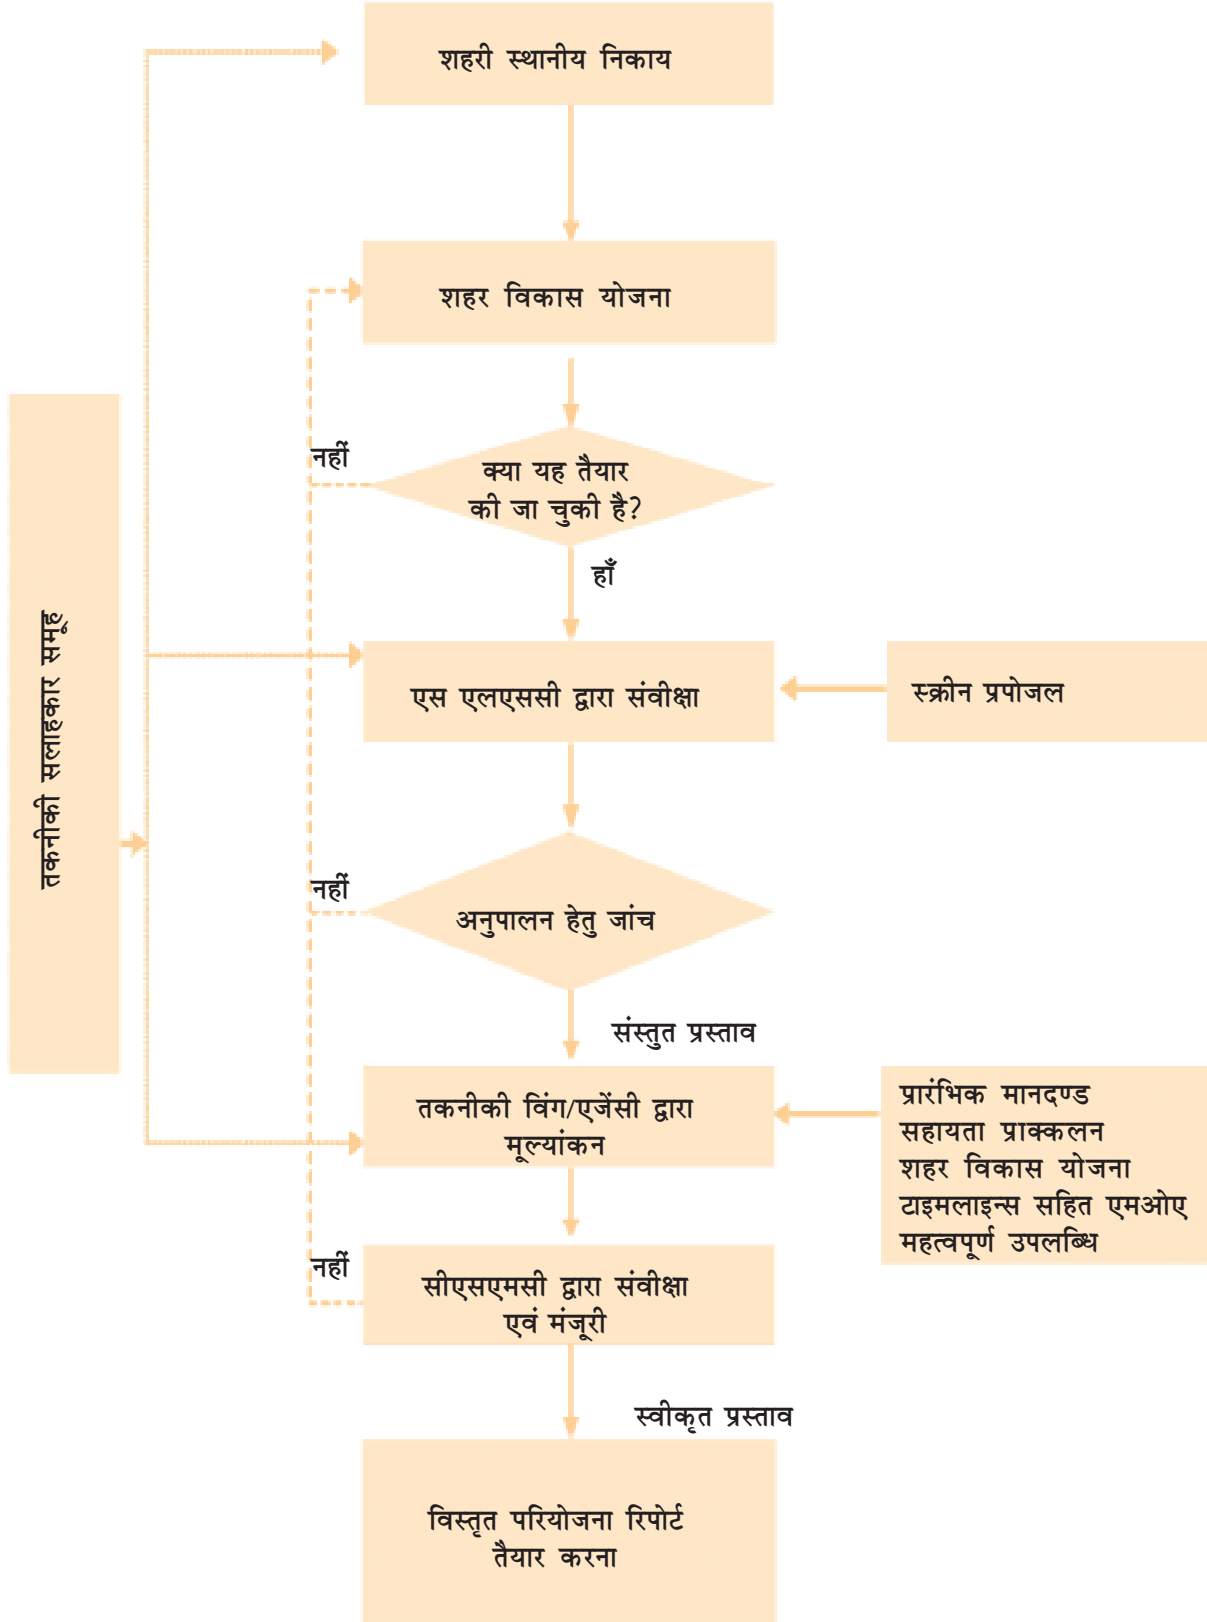 शहरी स्थानीय निकाय
शहर विकास योजना
नहीं
क्या यह तैयार
की जा चुकी है?
हाँ
तकनीकी सलाहकार समूह
एस एलएससी द्वारा संवीक्षा
स्क्रीन प्रपोजल
नहीं
अनुपालन हेतु जांच
संस्तुत प्रस्ताव
तकनीकी विंग/एजेंसी द्वारा
मूल्यांकन
प्रारंभिक मानदण्ड
सहायता प्राक्कलन
शहर विकास योजना
टाइमलाइन्स सहित एमओए
महत्वपूर्ण उपलब्धि
नहीं
सीएसएमसी द्वारा संवीक्षा
एवं मंजूरी
स्वीकृत प्रस्ताव
विस्तृत परियोजना रिपोर्ट
तैयार करना